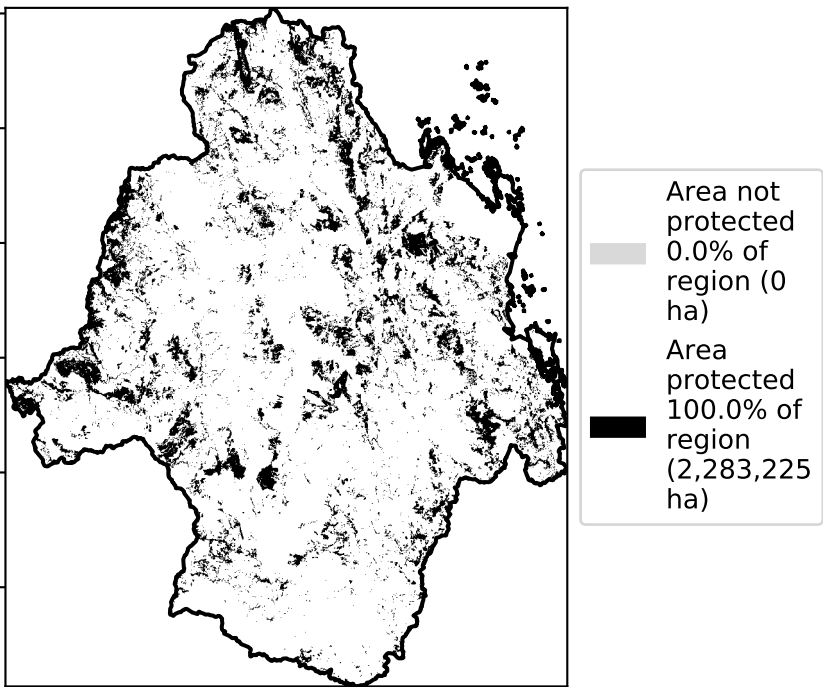 Area not
protected
0.0% of
region (0
ha)
Area
protected
100.0% of
region
(2,283,225
ha)